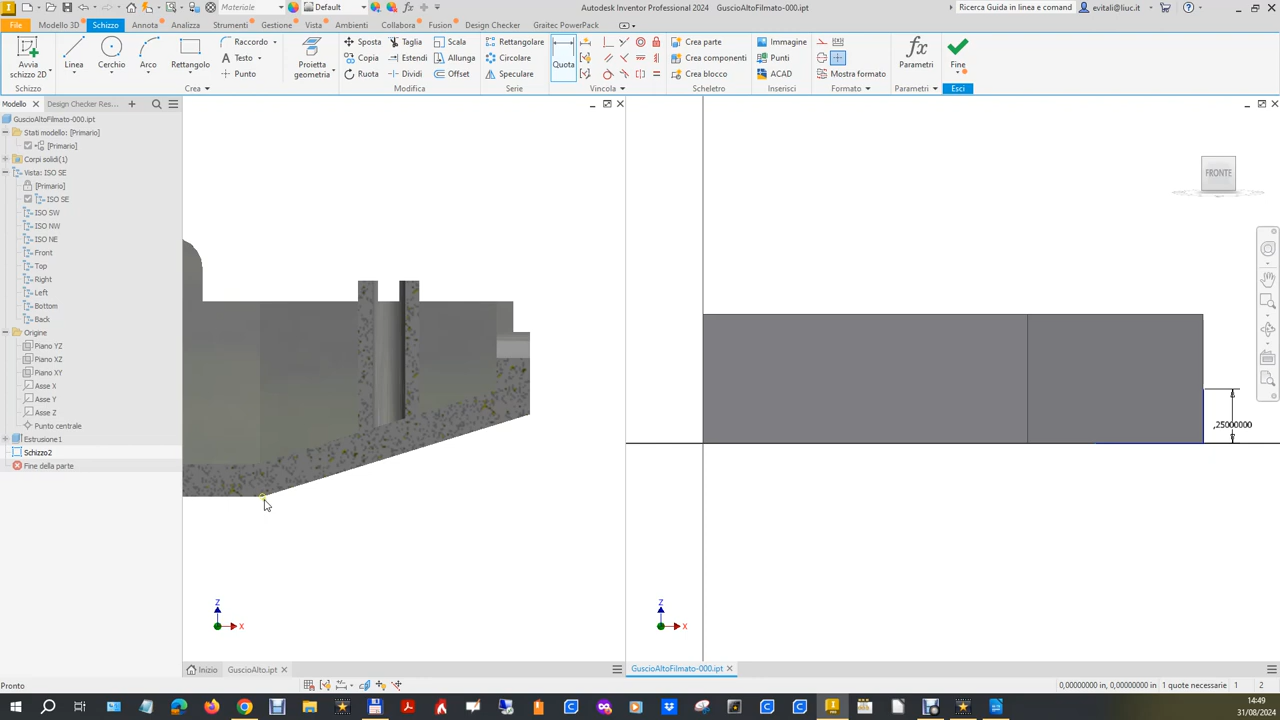 Materiale
Default
Autodesk Inventor Professional 2024
GuscioAltoFilmato-000.ipt
Ricerca Guida in linea e comandi
evitali@liuc.it
File
Modello 3D
Schizzo
Annota
Analizza
Strumenti
Gestione
Vista
Ambienti
Collabora
Fusion
Design Checker
Graitec PowerPack
Avvia
schizzo 2D
Linea
Cerchio
Arco
Rettangolo
Raccordo
Testo
Punto
Proietta
geometria
Sposta
Copia
Ruota
Taglia
Estendi
Dividi
Scala
Allunga
Offset
Rettangolare
Circolare
Speculare
Quota
Crea parte
Crea componenti
Crea blocco
Immagine
Punti
ACAD
Mostra formato
Parametri
Fine
Schizzo
Crea
Modifica
Serie
Vincola
Scheletro
Inserisci
Formato
Parametri
Esci
Modello
Design Checker Res...
GuscioAltoFilmato-000.ipt
Stati modello: [Primario]
[Primario]
Corpi solidi(1)
Vista: ISO SE
[Primario]
ISO SE
ISO SW
ISO NW
ISO NE
Front
Top
Right
Left
Bottom
Back
Origine
Piano YZ
Piano XZ
Piano XY
Asse X
Asse Y
Asse Z
Punto centrale
Estrusione1
Schizzo2
Fine della parte
FRONTE
,25000000
Z
X
Z
X
Inizio
GuscioAlto.ipt
GuscioAltoFilmato-000.ipt
Pronto
0,00000000 in, 0,00000000 in
1 quote necessarie
1
2
14:49
31/08/2024